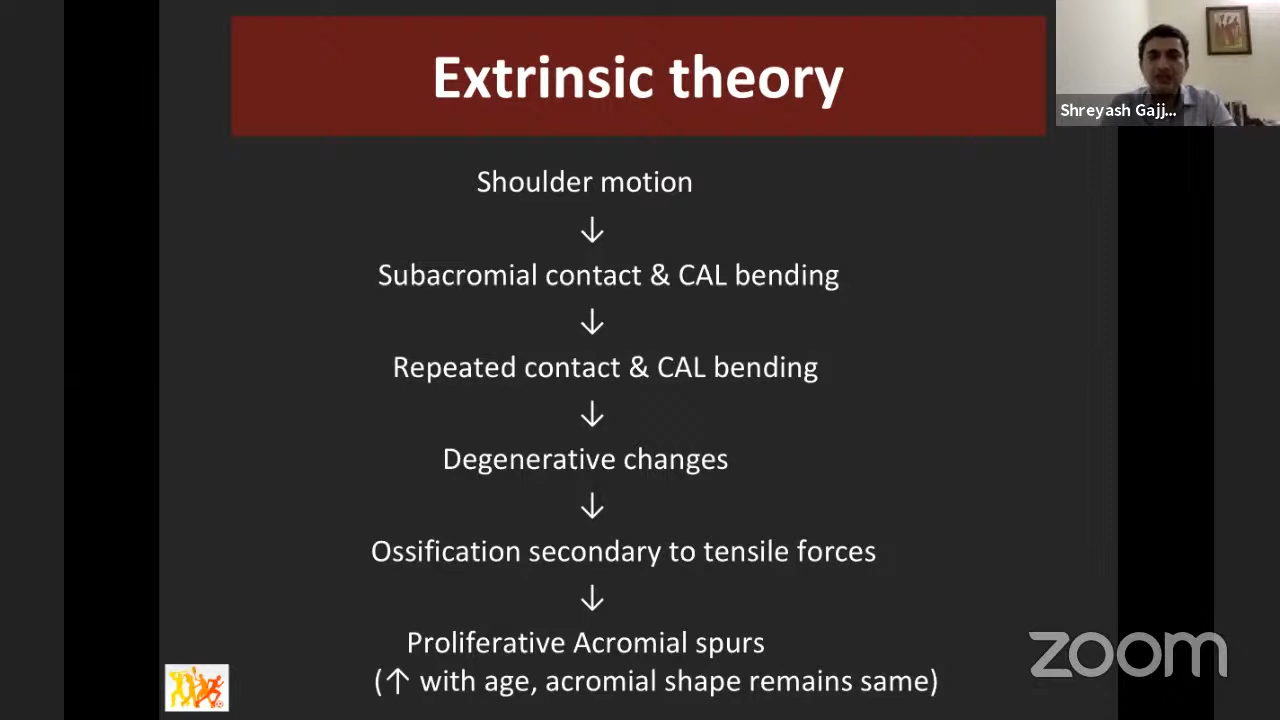 Extrinsic theory
Shreyash Gajj...
Shoulder motion
↓
Subacromial contact & CAL bending
↓
Repeated contact & CAL bending
↓
Degenerative changes
↓
Ossification secondary to tensile forces
↓
Proliferative Acromial spurs
(↑ with age, acromial shape remains same)
zoom